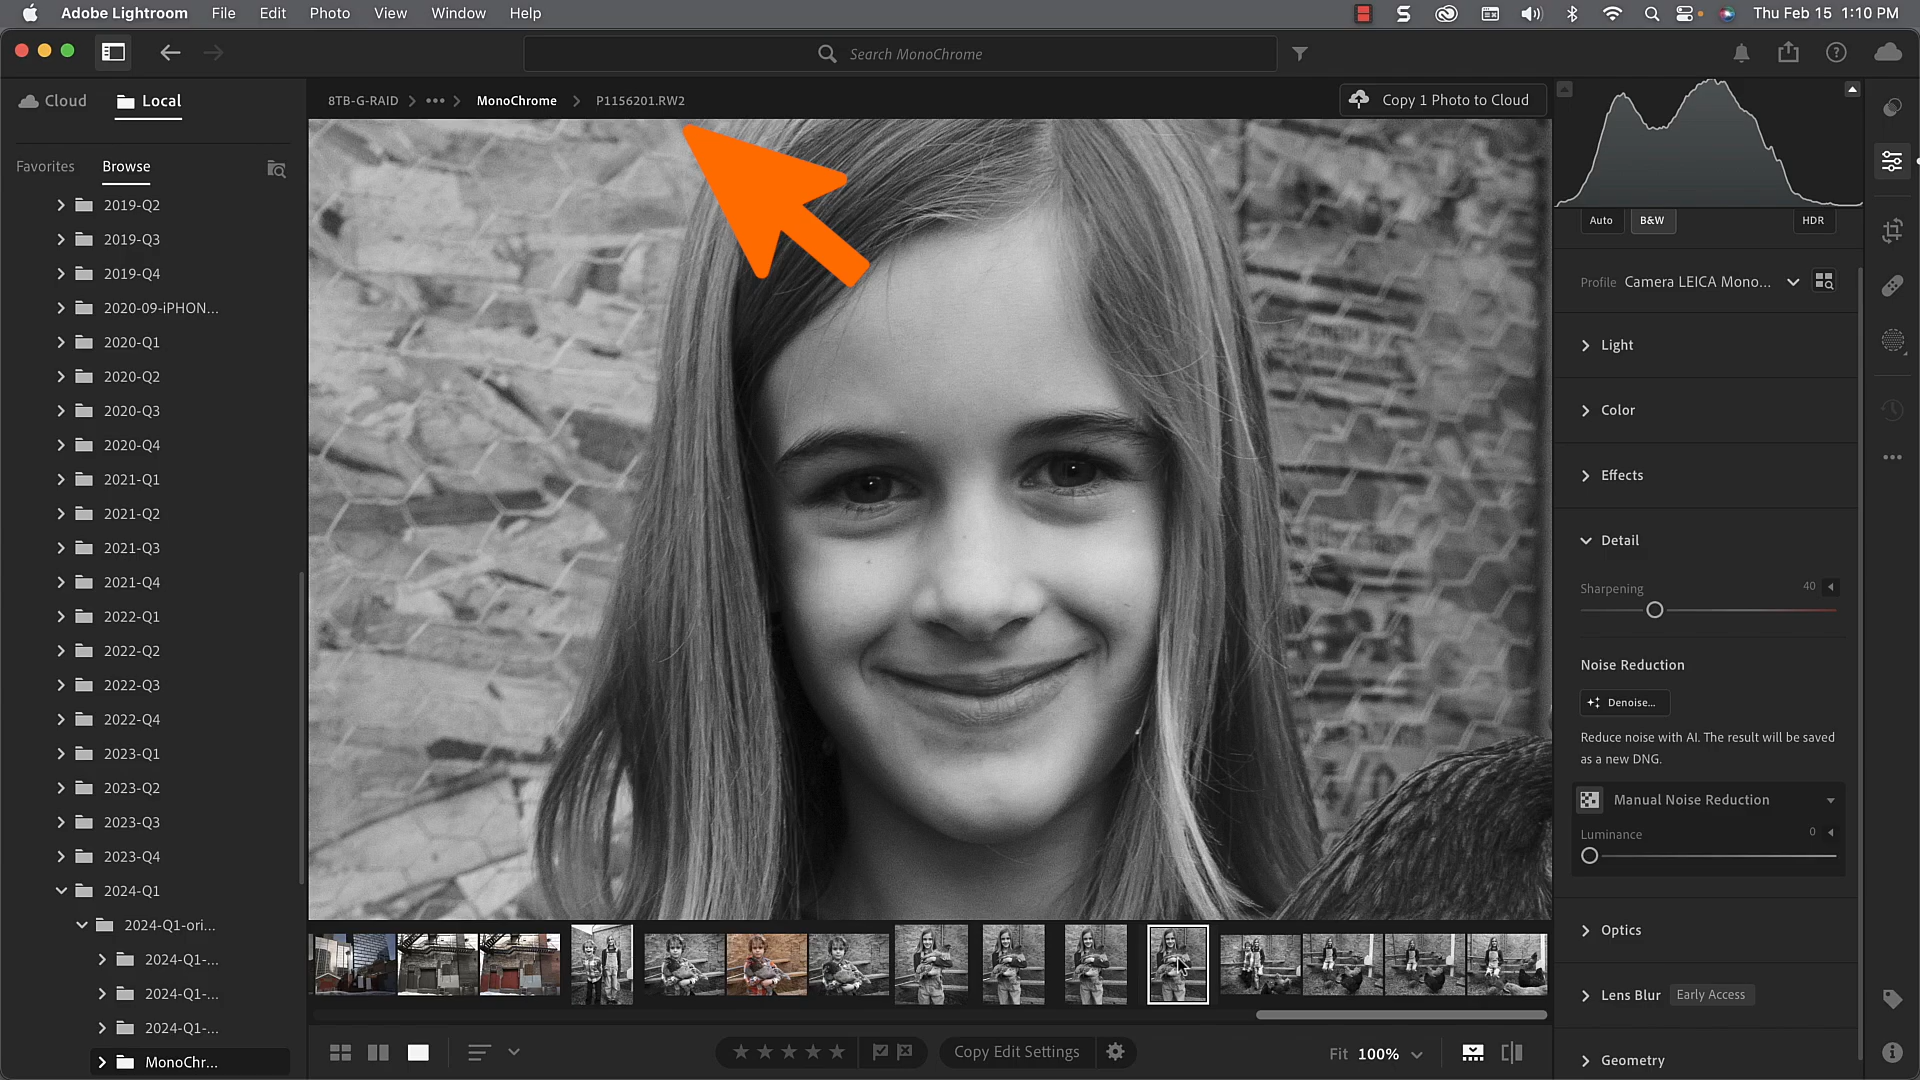 Adobe Lightroom File Edit Photo View Window Help Thu Feb 15 1:10 PM
Search MonoChrome
Cloud Local
8TB-G-RAID ••• MonoChrome P1156201.RW2
Copy 1 Photo to Cloud
Favorites Browse
2019-Q2
2019-Q3
2019-Q4
2020-09-iPHON...
2020-Q1
2020-Q2
2020-Q3
2020-Q4
2021-Q1
2021-Q2
2021-Q3
2021-Q4
2022-Q1
2022-Q2
2022-Q3
2022-Q4
2023-Q1
2023-Q2
2023-Q3
2023-Q4
2024-Q1
2024-Q1-ori...
2024-Q1-...
2024-Q1-...
2024-Q1-...
MonoChr...
Auto B&W HDR
Profile Camera LEICA Mono...
Light
Color
Effects
Detail
Sharpening 40
Noise Reduction
Denoise...
Reduce noise with AI. The result will be saved
as a new DNG.
Manual Noise Reduction
Luminance 0
Optics
Lens Blur Early Access
Geometry
Copy Edit Settings
Fit 100%